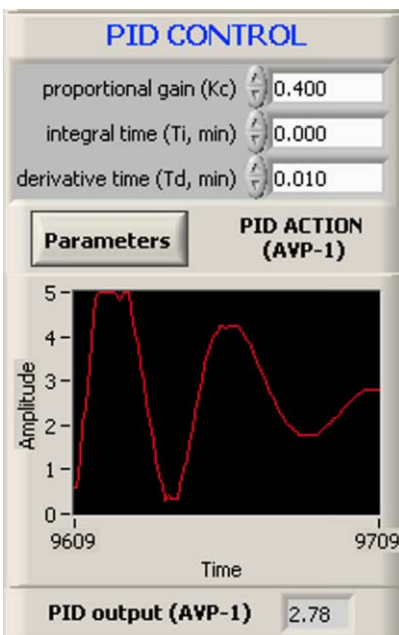 PID CONTROL
proportional gain (Kc) 0.400
integral time (Ti, min) 0.000
derivative time (Td, min) 0.010
Parameters
PID ACTION
(AVP-1)
5
4
3
2
1
0
Amplitude
9609 9709
Time
PID output (AVP-1) 2.78